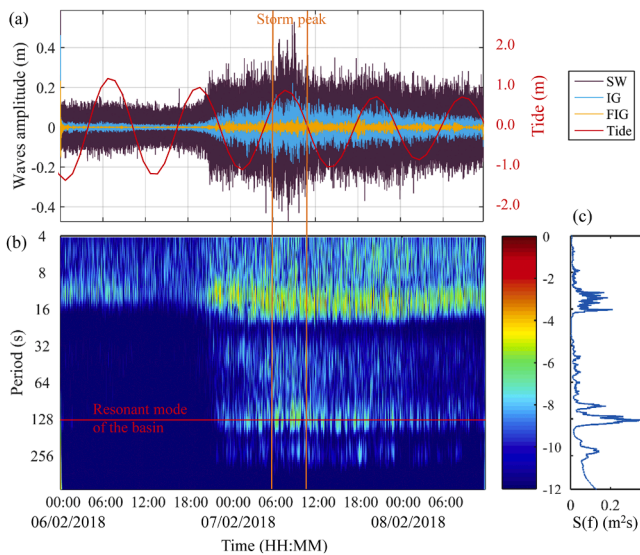 (a)
Storm peak
0.4
0.2
0
-0.2
-0.4
Waves amplitude (m)
2.0
1.0
0.0
-1.0
-2.0
Tide (m)
SW
IG
FIG
Tide
(b)
4
8
16
32
64
128
256
Period (s)
Resonant mode
of the basin
00:00 06:00 12:00 18:00 00:00 06:00 12:00 18:00 00:00 06:00
06/02/2018 07/02/2018 08/02/2018
Time (HH:MM)
0
-2
-4
-6
-8
-10
-12
(c)
0 0.2
S(f) (m²s)